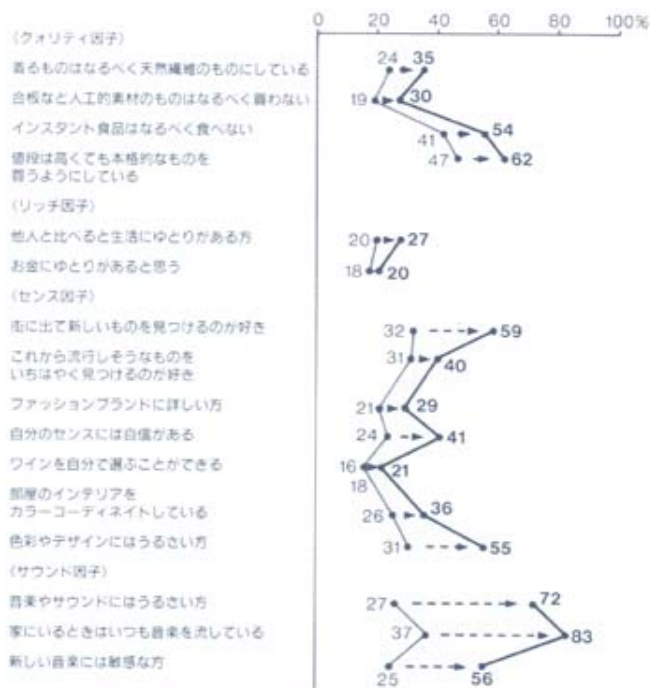 0 20 40 60 80 100%
〈クォリティ因子〉
着るものはなるべく天然繊維のものにしている 24 35
合板など人工的素材のものはなるべく買わない 19 30
インスタント食品はなるべく食べない 41 54
値段は高くても本格的なものを
買うようにしている 47 62
〈リッチ因子〉
他人と比べると生活にゆとりがある方 20 27
お金にゆとりがあると思う 18 20
〈センス因子〉
街に出て新しいものを見つけるのが好き 32 59
これから流行しそうなものを
いちはやく見つけるのが好き 31 40
ファッションブランドに詳しい方 21 29
自分のセンスには自信がある 24 41
ワインを自分で選ぶことができる 16 21
18
部屋のインテリアを
カラーコーディネイトしている 26 36
色彩やデザインにはうるさい方 31 55
〈サウンド因子〉
音楽やサウンドにはうるさい方 27 72
家にいるときはいつも音楽を流している 37 83
新しい音楽には敏感な方 25 56